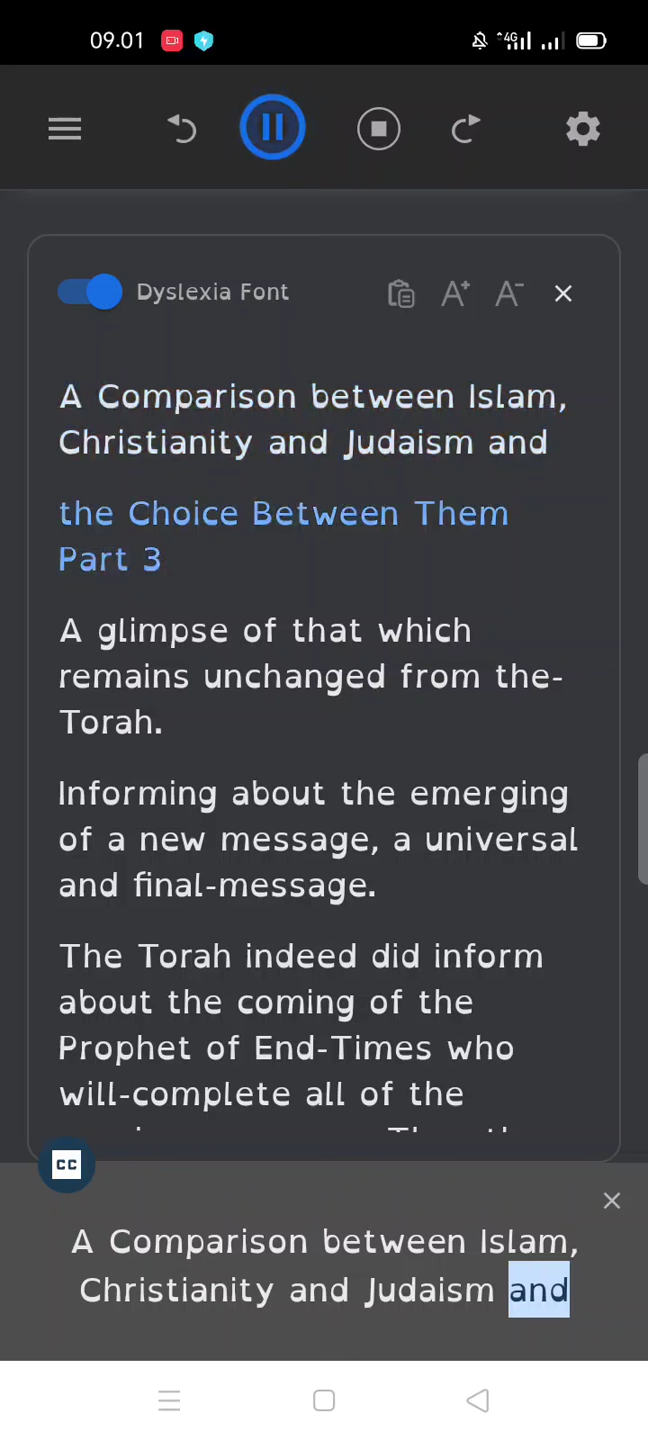 09.01
4G
Dyslexia Font
A+ A-
A Comparison between Islam,
Christianity and Judaism and
the Choice Between Them
Part 3
A glimpse of that which
remains unchanged from the-
Torah.
Informing about the emerging
of a new message, a universal
and final-message.
The Torah indeed did inform
about the coming of the
Prophet of End-Times who
will-complete all of the
CC
A Comparison between Islam,
Christianity and Judaism and